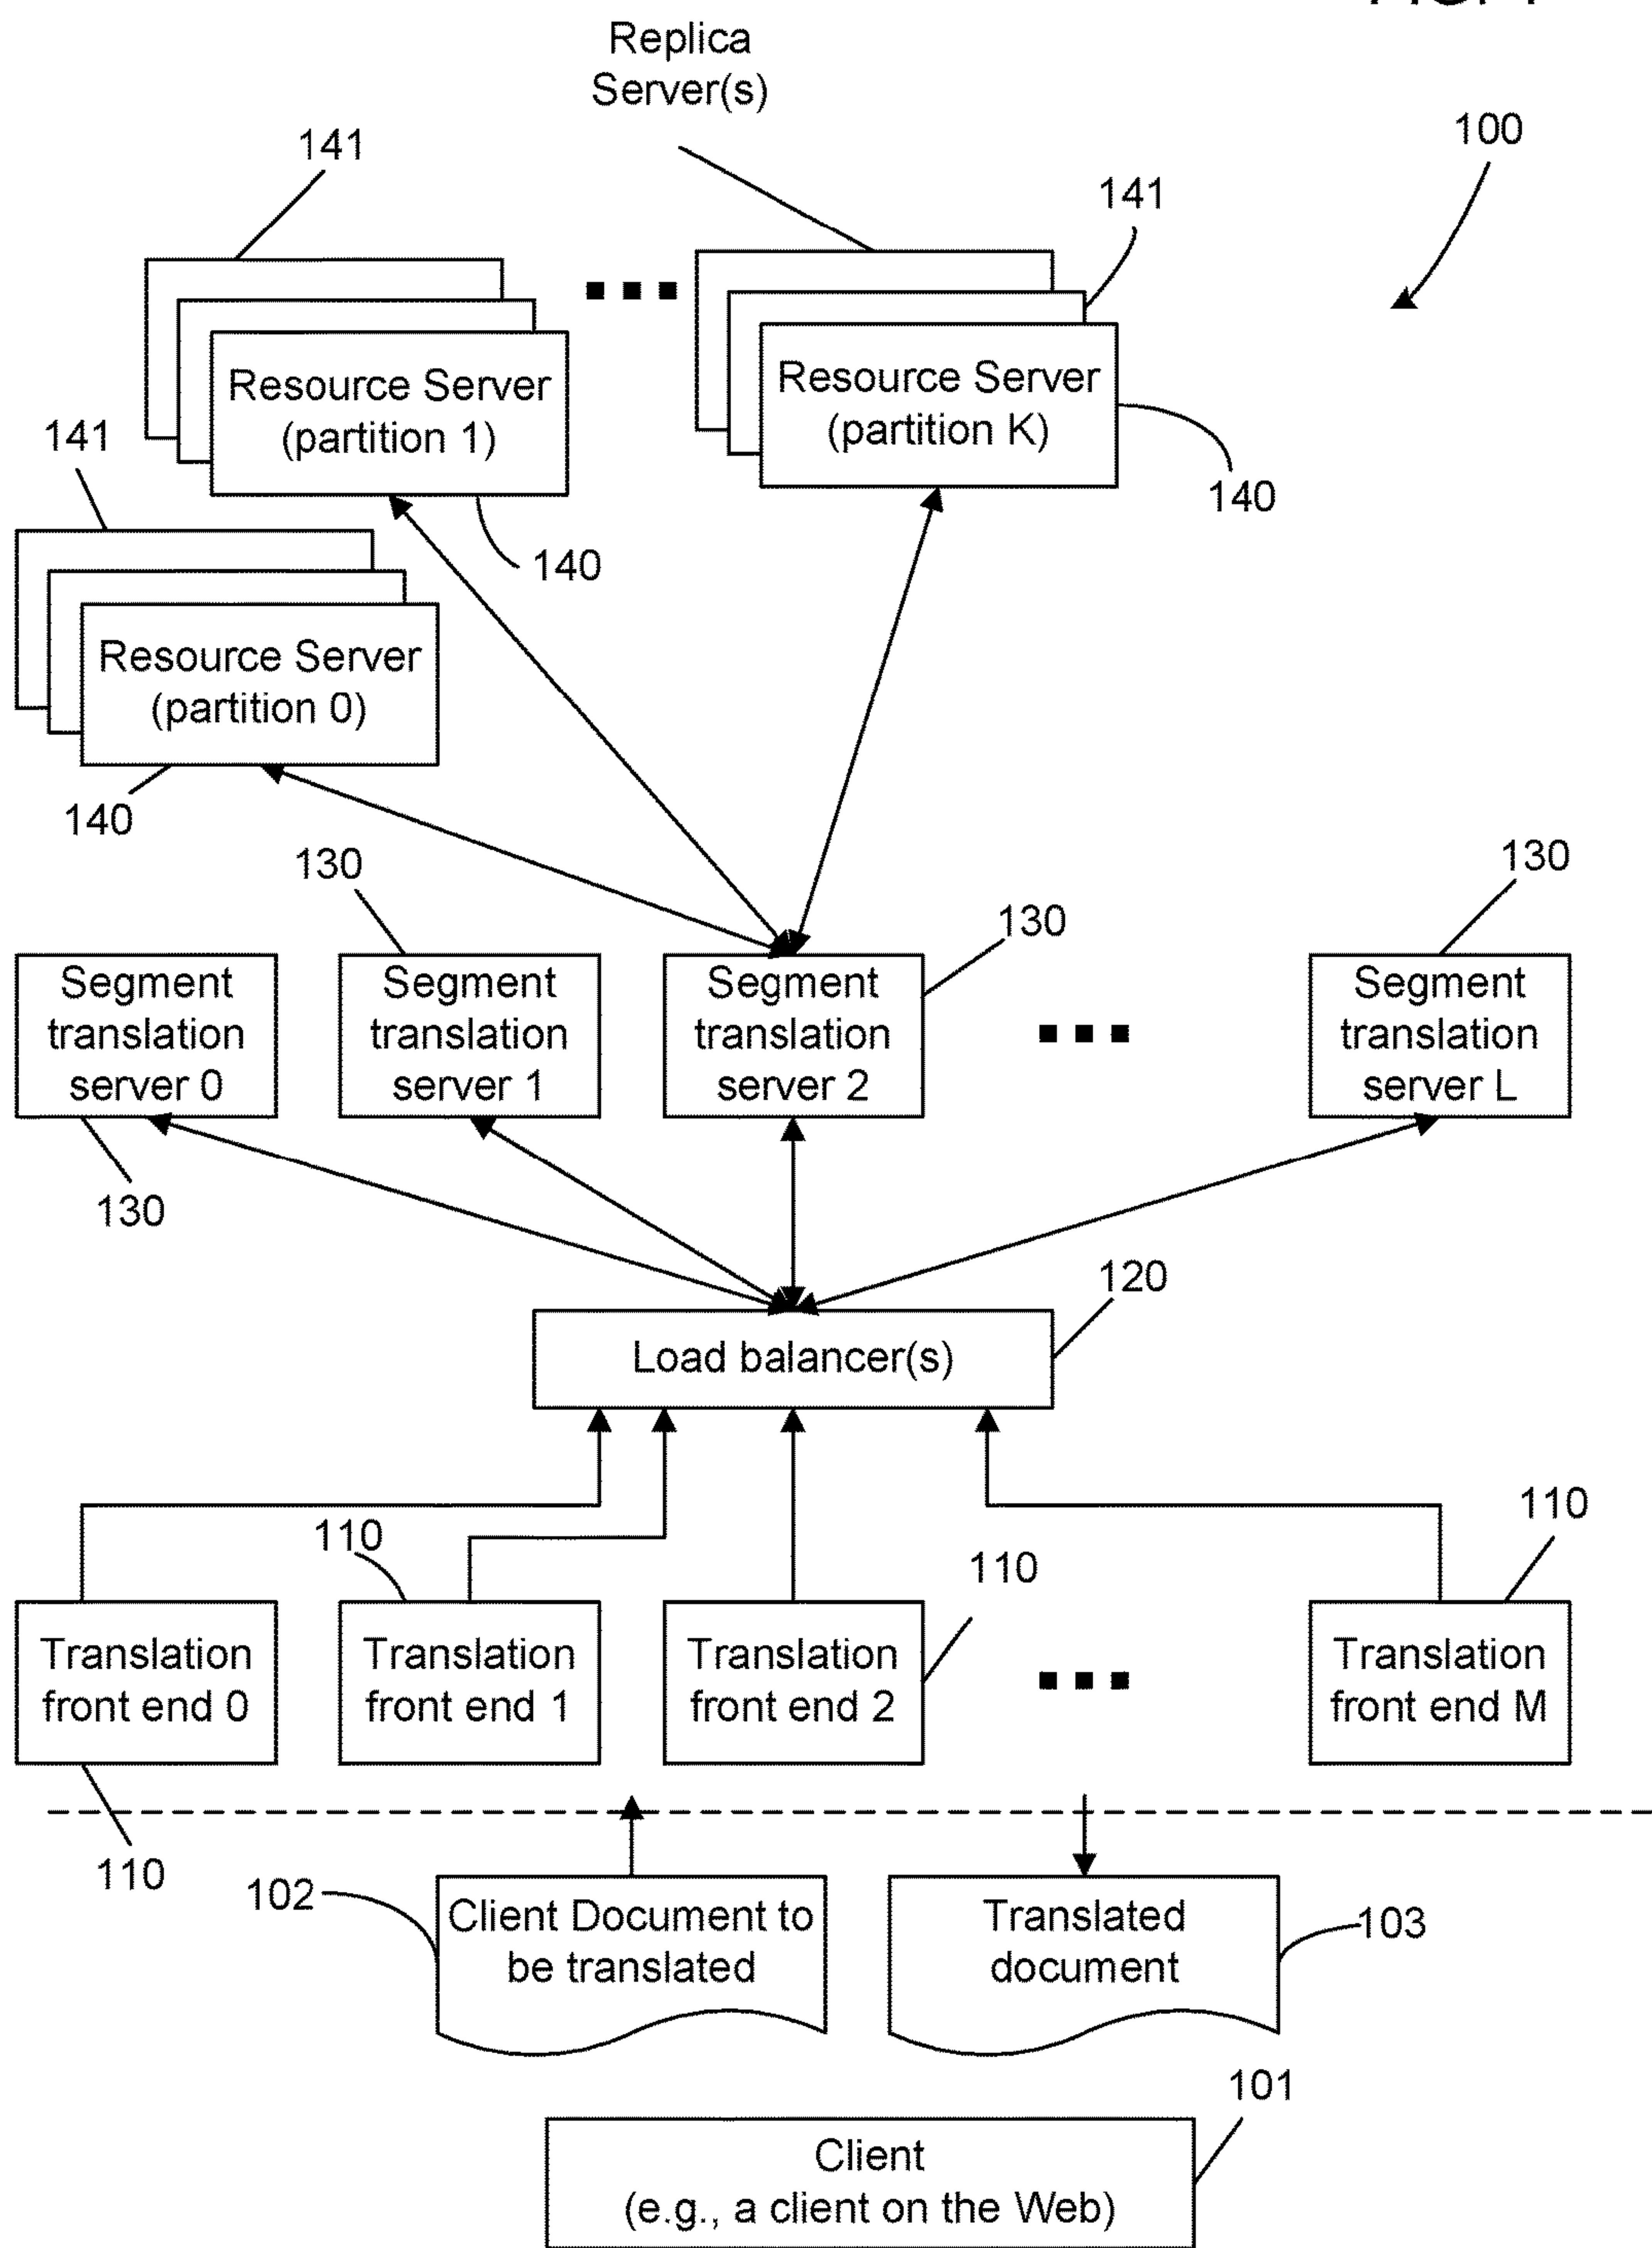 Replica
Server(s)
100
141
141
Resource Server
(partition 1)
Resource Server
(partition K)
141
140
140
Resource Server
(partition 0)
140
130
130
130
Segment
translation
server 0
Segment
translation
server 1
Segment
translation
server 2
Segment
translation
server L
130
120
Load balancer(s)
110
110
110
Translation
front end 0
Translation
front end 1
Translation
front end 2
Translation
front end M
110
102
Client Document to
be translated
Translated
document
103
101
Client
(e.g., a client on the Web)